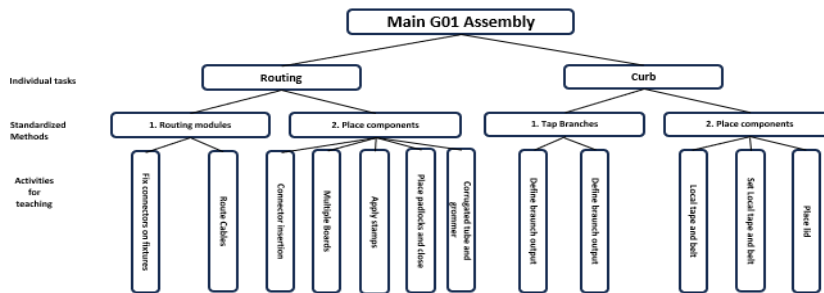 Main G01 Assembly
Individual tasks
Routing
Curb
Standardized
Methods
1. Routing modules
2. Place components
1. Tap Branches
2. Place components
Activities
for
teaching
Fix connectors on
fixtures
Route Cables
Connector insertion
Multiple Boards
Apply stamps
Place padlocks and
close
Corrugated tube and
grommer
Define braunch output
Define braunch output
Local tape and belt
Set Local tape and belt
Place lid